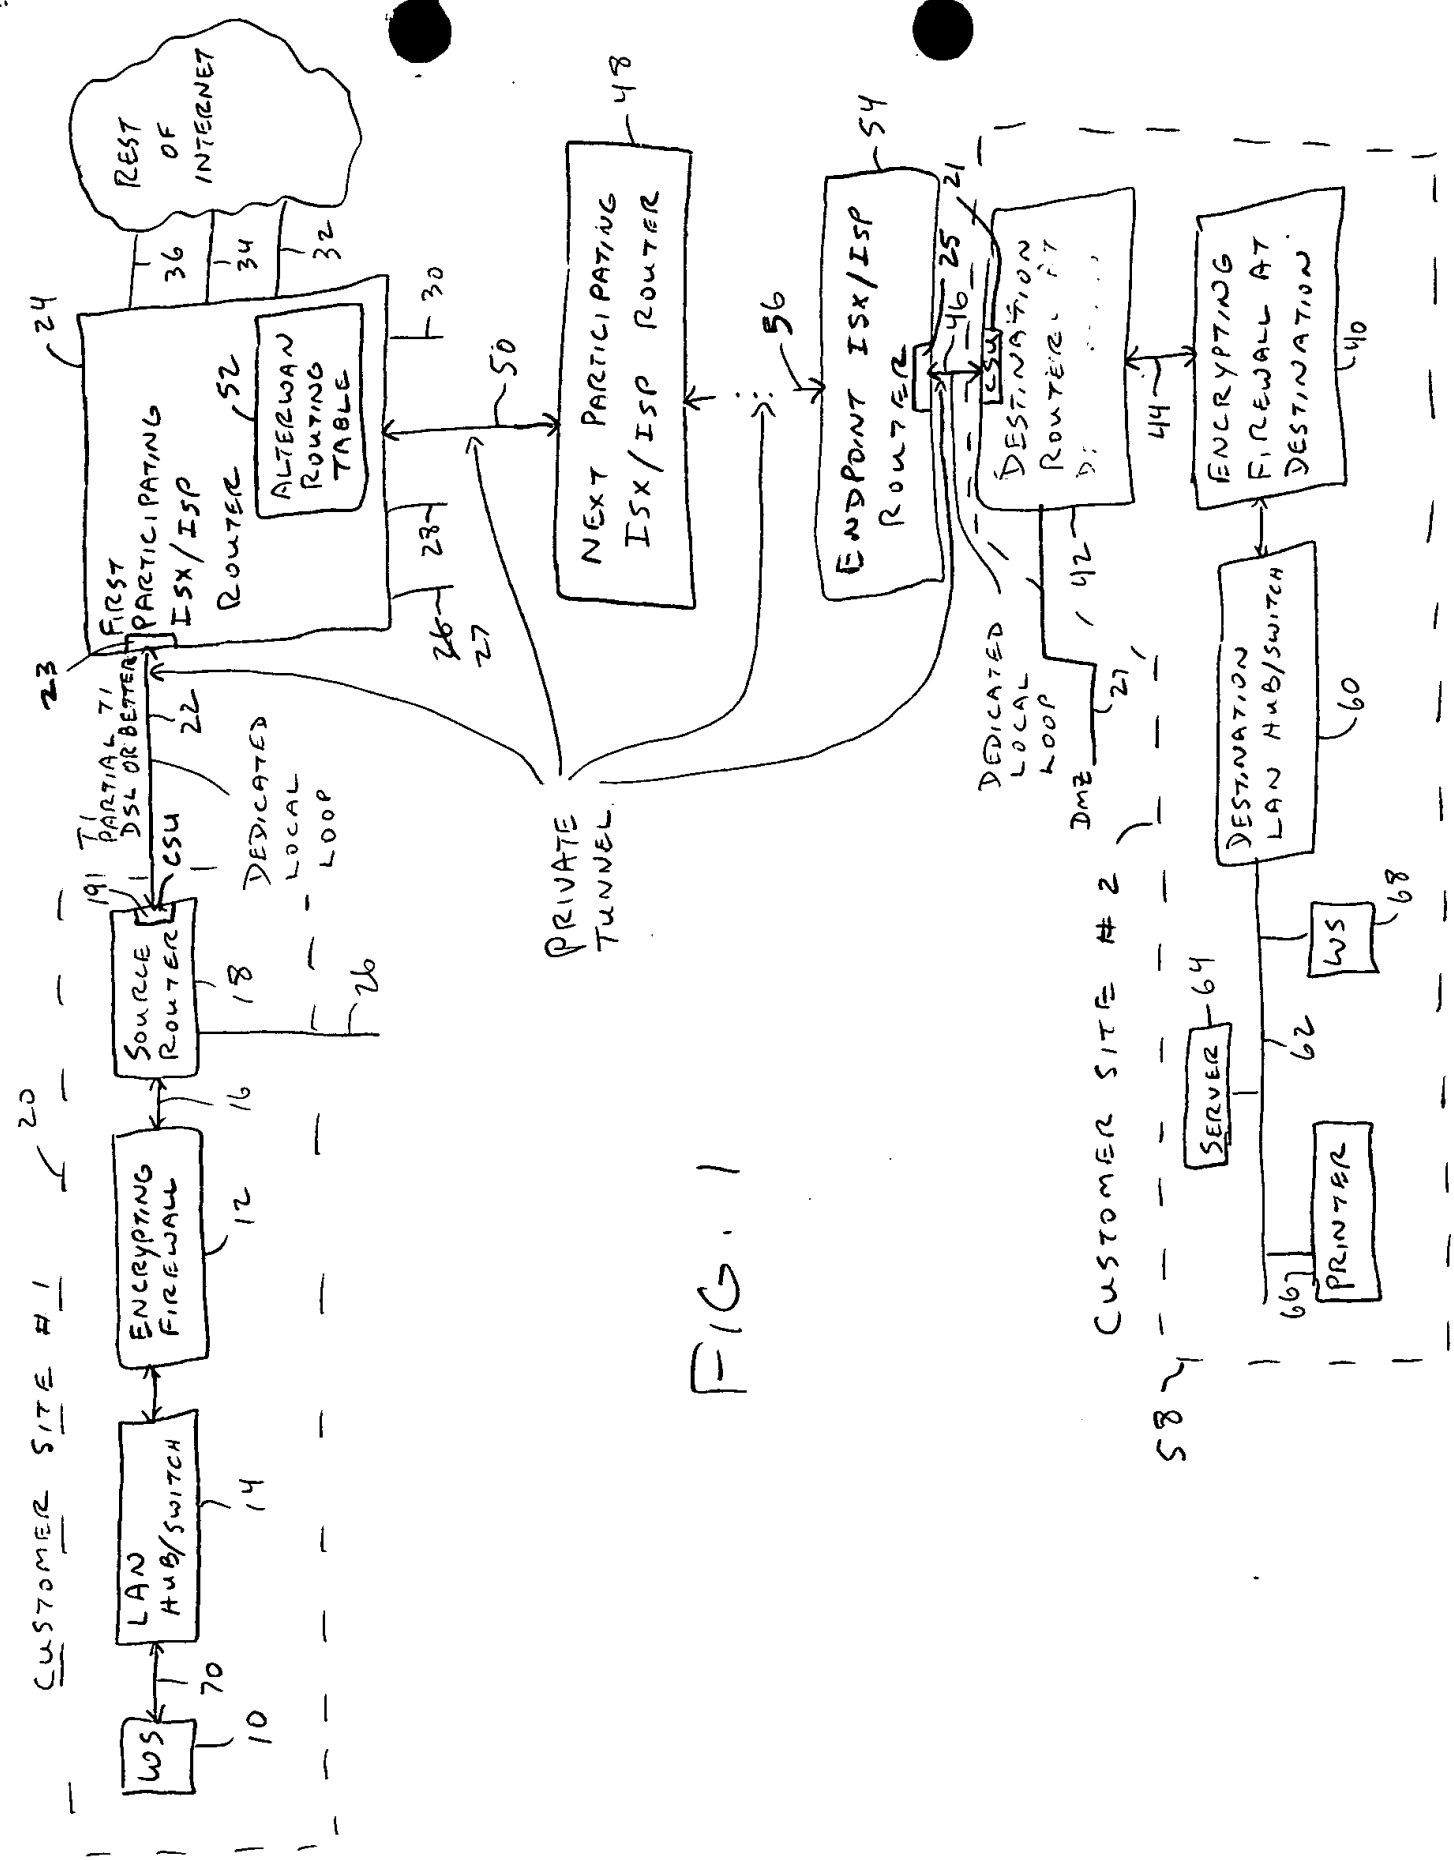 CUSTOMER SITE #1
20
WS
10
70
LAN
HUB/SWITCH
14
ENCRYPTING
FIREWALL
12
16
SOURCE
ROUTER
18
26
191
CSU
T1
PARTIAL T1
DSL OR BETTER
22
DEDICATED
LOCAL
LOOP
23
FIRST
PARTICIPATING
ISX/ISP
ROUTER
24
52
ALTERWAN
ROUTING
TABLE
26
28
30
36
34
32
REST
OF
INTERNET
27
50
NEXT PARTICIPATING
ISX/ISP ROUTER
48
PRIVATE
TUNNEL
56
ENDPOINT ISX/ISP
ROUTER
54
25
46
21
CSU
DESTINATION
ROUTER AT
42
DEDICATED
LOCAL
LOOP
DMZ
27
44
ENCRYPTING
FIREWALL AT
DESTINATION
40
DESTINATION
LAN HUB/SWITCH
60
CUSTOMER SITE #2
58
SERVER
64
62
WS
68
66
PRINTER
FIG. 1